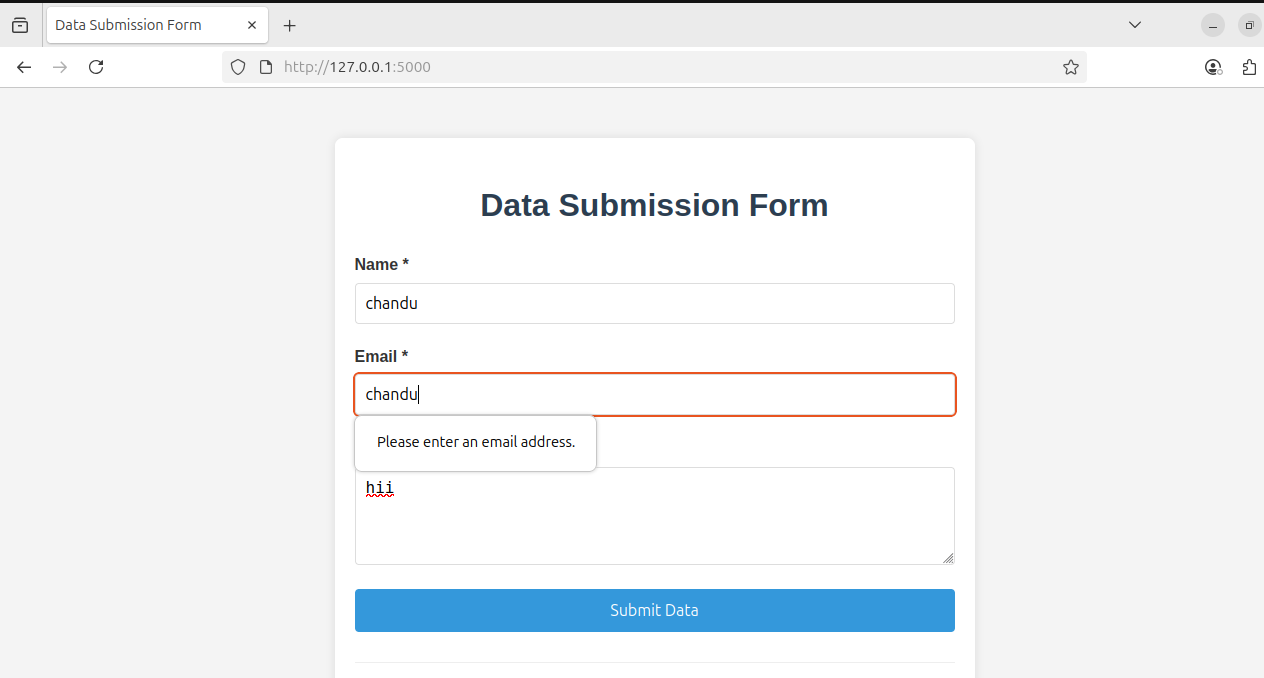 Data Submission Form
http://127.0.0.1:5000
Data Submission Form
Name *
chandu
Email *
chandu
Please enter an email address.
hii
Submit Data